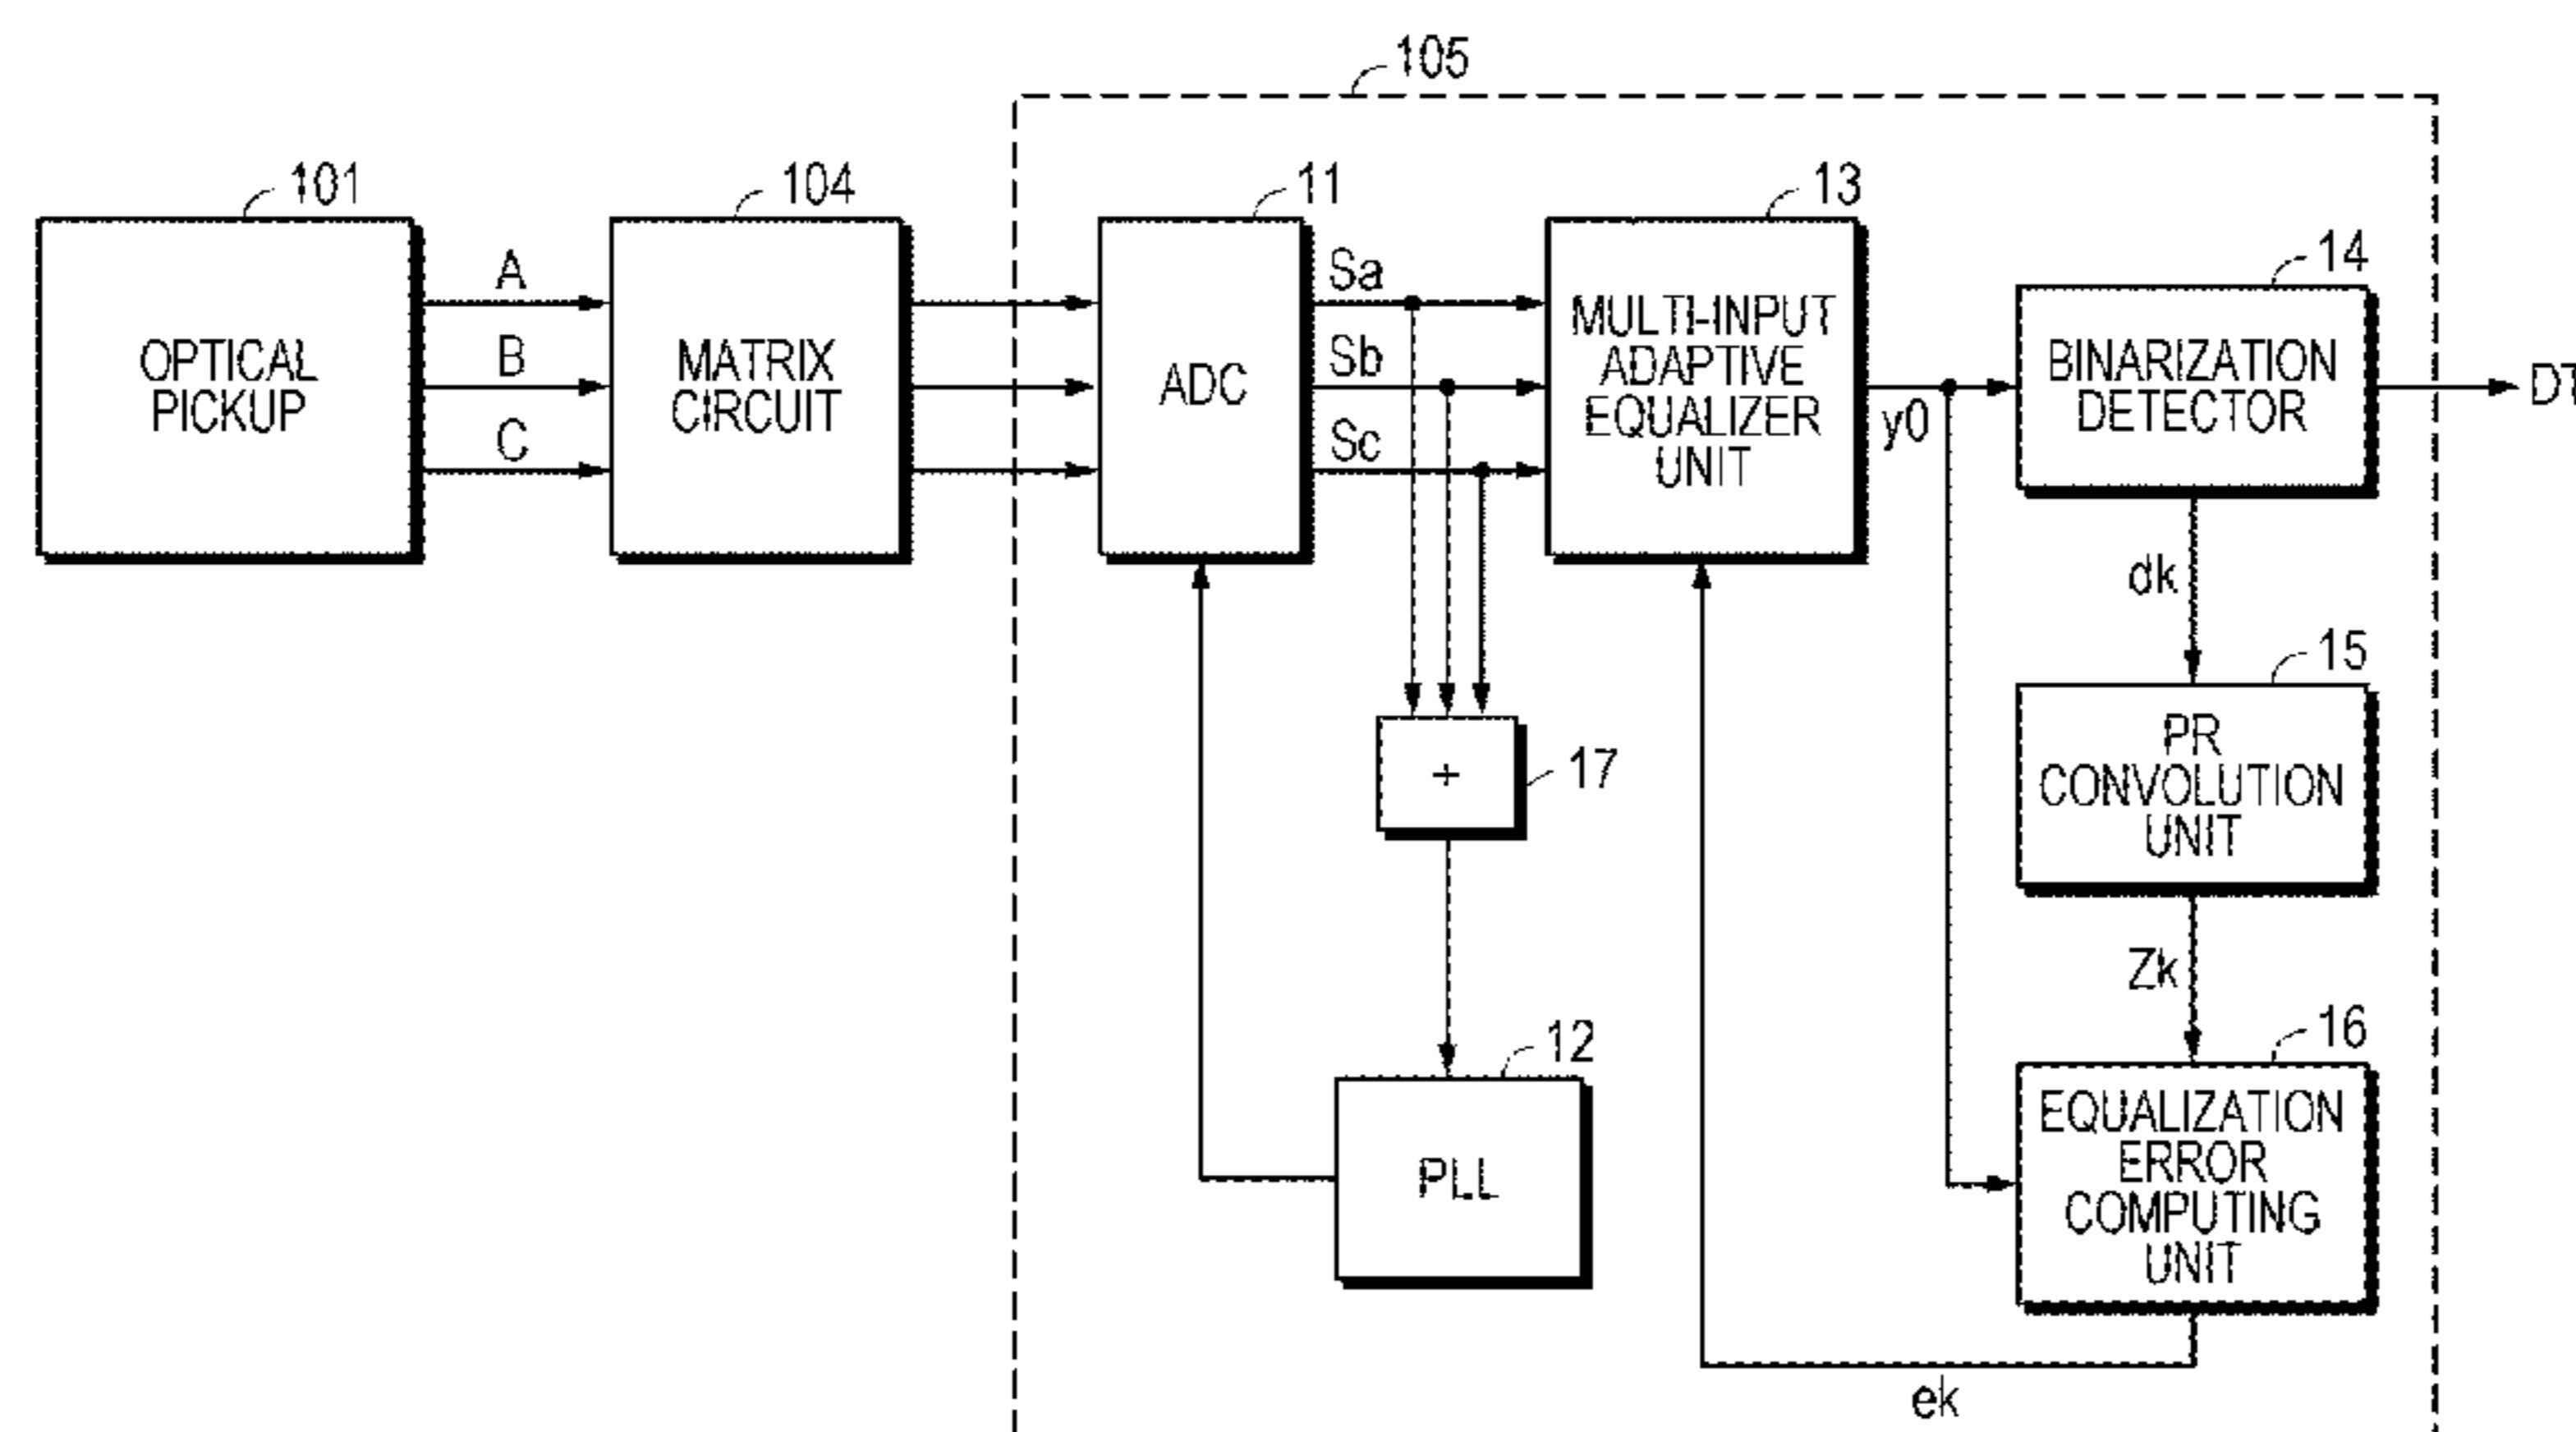 105
101
104
11
13
14
A
B
C
Sa
Sb
Sc
OPTICAL
PICKUP
MATRIX
CIRCUIT
ADC
MULTI-INPUT
ADAPTIVE
EQUALIZER
UNIT
y0
BINARIZATION
DETECTOR
dk
15
PR
CONVOLUTION
UNIT
+
17
Zk
12
PLL
16
EQUALIZATION
ERROR
COMPUTING
UNIT
ek